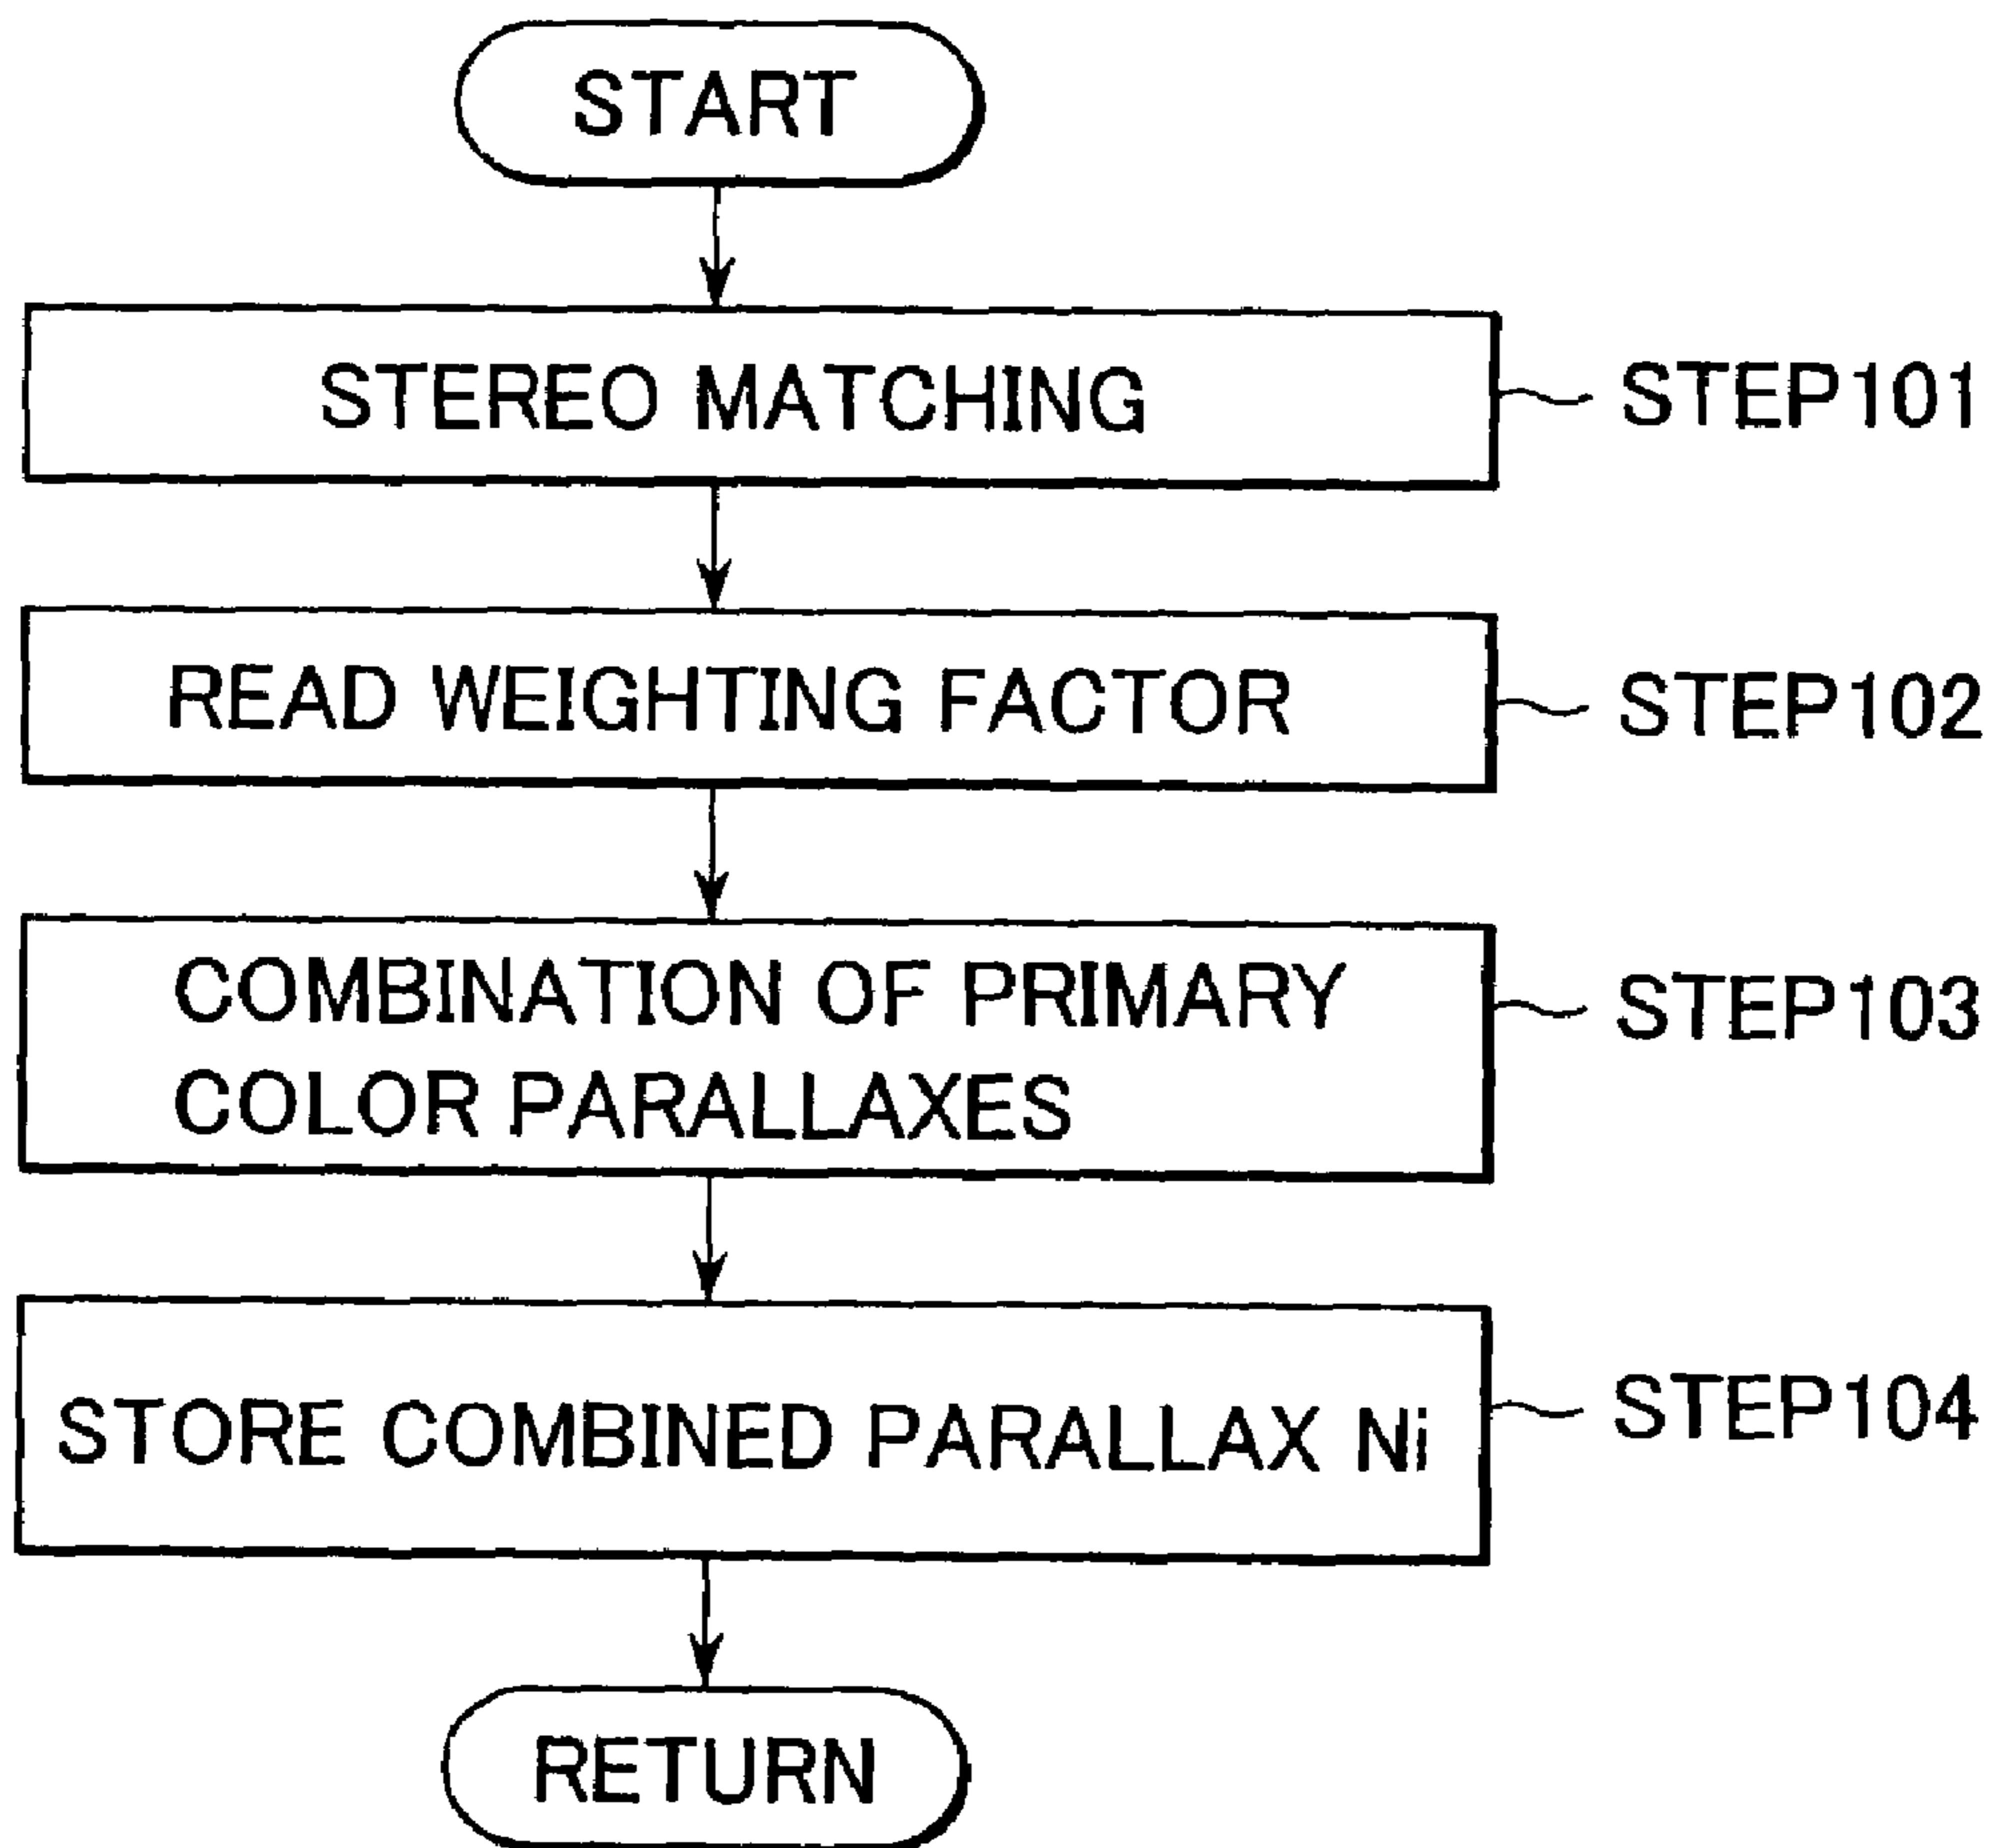 START
STEREO MATCHING
STEP101
READ WEIGHTING FACTOR
STEP102
COMBINATION OF PRIMARY
COLOR PARALLAXES
STEP103
STORE COMBINED PARALLAX Ni
STEP104
RETURN